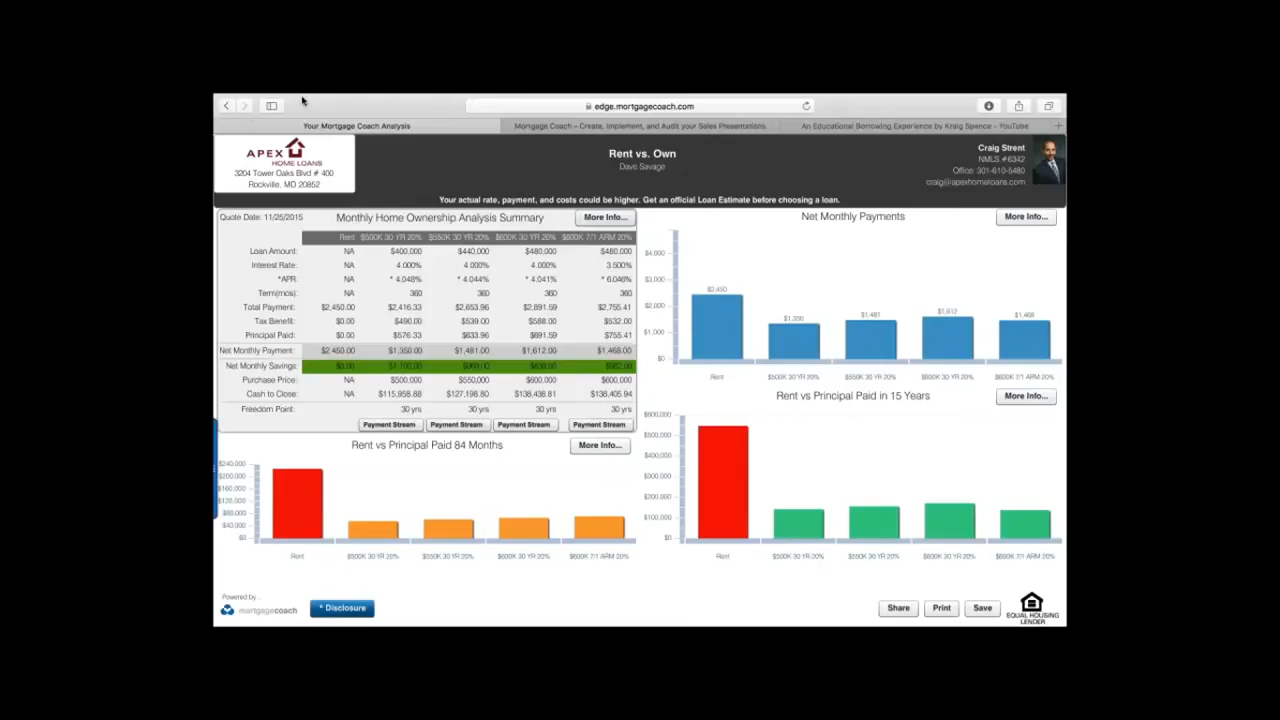 edge.mortgagecoach.com
Your Mortgage Coach Analysis
Mortgage Coach – Create, Implement, and Audit your Sales Presentations.
An Educational Borrowing Experience by Kraig Spence - YouTube
APEX
HOME LOANS
3204 Tower Oaks Blvd # 400
Rockville, MD 20852
Rent vs. Own
Dave Savage
Craig Strent
NMLS #6342
Office: 301-610-5480
craig@apexhomeloans.com
Your actual rate, payment, and costs could be higher. Get an official Loan Estimate before choosing a loan.
Quote Date: 11/25/2015
Monthly Home Ownership Analysis Summary
More Info...
Rent $500K 30 YR 20% $550K 30 YR 20% $600K 30 YR 20% $600K 7/1 ARM 20%
Loan Amount: NA $400,000 $440,000 $480,000 $480,000
Interest Rate: NA 4.000% 4.000% 4.000% 3.500%
*APR: NA * 4.048% * 4.044% * 4.041% * 6.046%
Term(mos): NA 360 360 360 360
Total Payment: $2,450.00 $2,416.33 $2,653.96 $2,891.59 $2,755.41
Tax Benefit: $0.00 $490.00 $539.00 $588.00 $532.00
Principal Paid: $0.00 $576.33 $633.96 $691.59 $755.41
Net Monthly Payment: $2,450.00 $1,350.00 $1,481.00 $1,612.00 $1,468.00
Net Monthly Savings: $0.00 $1,100.00
Purchase Price: NA $500,000 $550,000 $600,000 $600,000
Cash to Close: NA $115,958.88 $127,198.80 $138,438.81 $138,405.94
Freedom Point: 30 yrs 30 yrs 30 yrs 30 yrs
Payment Stream Payment Stream Payment Stream Payment Stream
Net Monthly Payments
More Info...
$4,000
$3,000
$2,000
$1,000
$0
$2,450 $1,350 $1,481 $1,612 $1,468
Rent $500K 30 YR 20% $550K 30 YR 20% $600K 30 YR 20% $600K 7/1 ARM 20%
Rent vs Principal Paid 84 Months
More Info...
$240,000
$200,000
$160,000
$120,000
$80,000
$40,000
$0
Rent $500K 30 YR 20% $550K 30 YR 20% $600K 30 YR 20% $600K 7/1 ARM 20%
Rent vs Principal Paid in 15 Years
More Info...
$600,000
$500,000
$400,000
$300,000
$200,000
$100,000
$0
Rent $500K 30 YR 20% $550K 30 YR 20% $600K 30 YR 20% $600K 7/1 ARM 20%
Powered by...
mortgagecoach
* Disclosure
Share Print Save
EQUAL HOUSING
LENDER